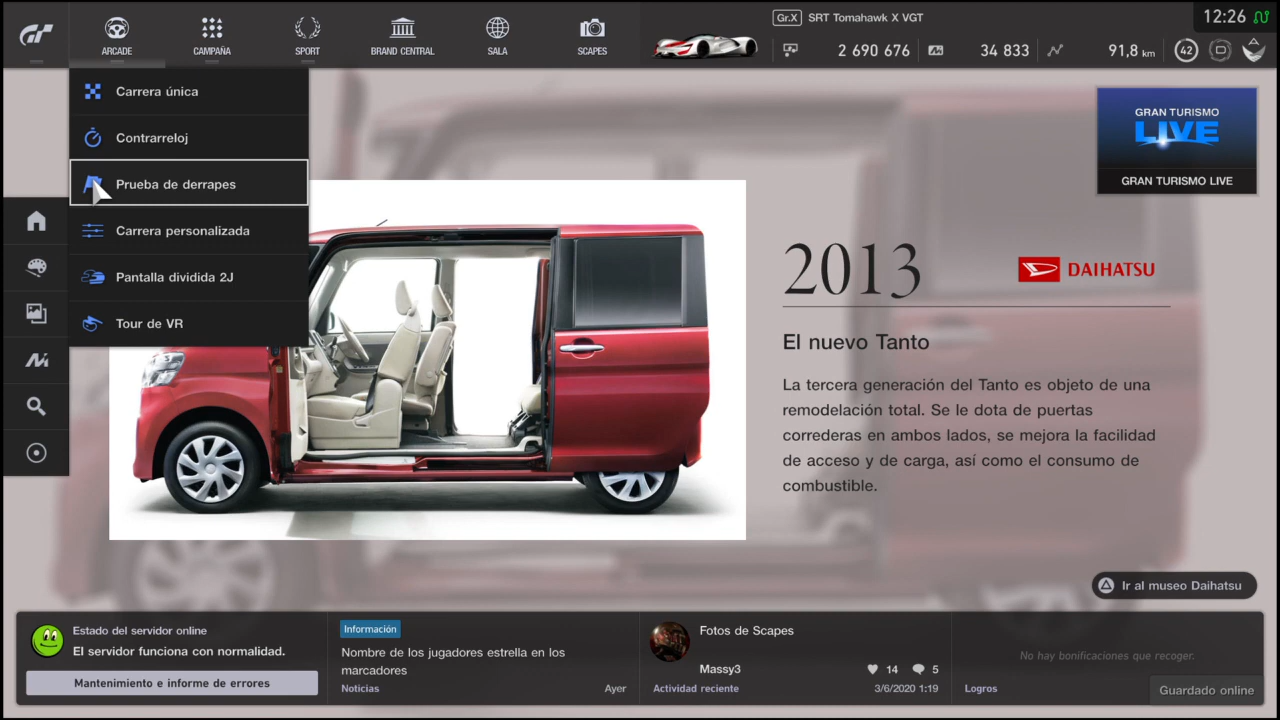 Gr.X SRT Tomahawk X VGT
12:26
ARCADE
CAMPAÑA
SPORT
BRAND CENTRAL
SALA
SCAPES
2 690 676
34 833
91,8 km
42
Carrera única
Contrarreloj
Prueba de derrapes
Carrera personalizada
Pantalla dividida 2J
Tour de VR
GRAN TURISMO
LIVE
GRAN TURISMO LIVE
2013
DAIHATSU
El nuevo Tanto
La tercera generación del Tanto es objeto de una
remodelación total. Se le dota de puertas
correderas en ambos lados, se mejora la facilidad
de acceso y de carga, así como el consumo de
combustible.
Ir al museo Daihatsu
Estado del servidor online
El servidor funciona con normalidad.
Mantenimiento e informe de errores
Información
Nombre de los jugadores estrella en los
marcadores
Noticias
Ayer
Fotos de Scapes
Massy3
14
5
Actividad reciente
3/6/2020 1:19
No hay bonificaciones que recoger.
Logros
Guardado online